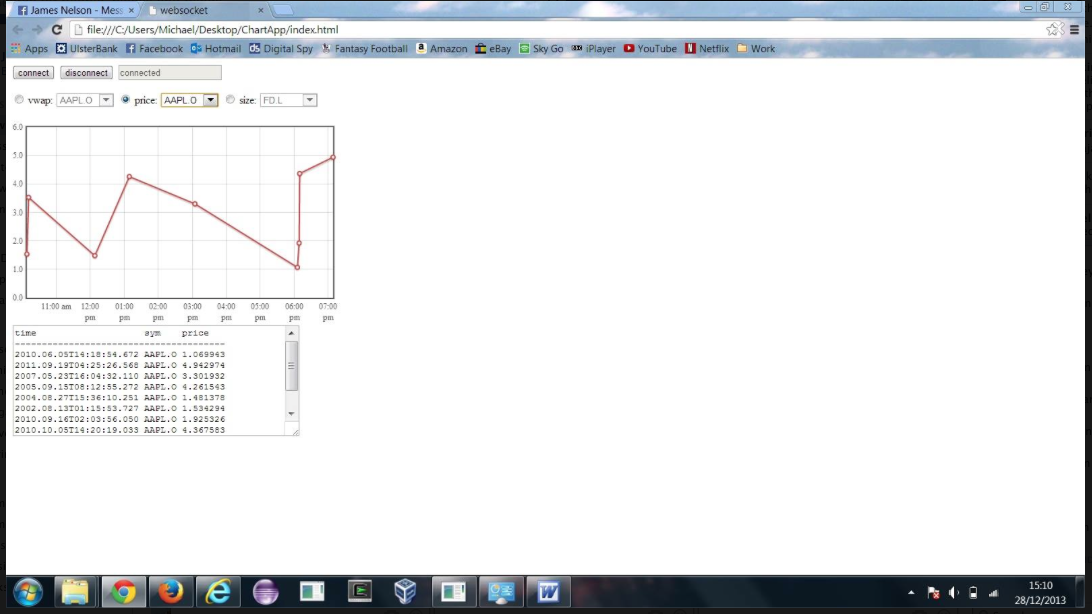 James Nelson - Mess
websocket
file:///C:/Users/Michael/Desktop/ChartApp/index.html
Apps UlsterBank Facebook Hotmail Digital Spy Fantasy Football Amazon eBay Sky Go iPlayer YouTube Netflix Work
connect disconnect connected
vwap: AAPL.O price: AAPL.O size: FD.L
6.0
5.0
4.0
3.0
2.0
1.0
0.0
11:00 am 12:00 pm 01:00 pm 02:00 pm 03:00 pm 04:00 pm 05:00 pm 06:00 pm 07:00 pm
time sym price
-----------------------------------------
2010.06.05T14:18:54.672 AAPL.O 1.069943
2011.09.19T04:25:26.568 AAPL.O 4.942974
2007.05.23T16:04:32.110 AAPL.O 3.301932
2005.09.15T08:12:55.272 AAPL.O 4.261543
2004.08.27T15:36:10.251 AAPL.O 1.481378
2002.08.13T01:15:53.727 AAPL.O 1.534294
2010.09.16T02:03:56.050 AAPL.O 1.925326
2010.10.05T14:20:19.033 AAPL.O 4.367583
15:10
28/12/2013